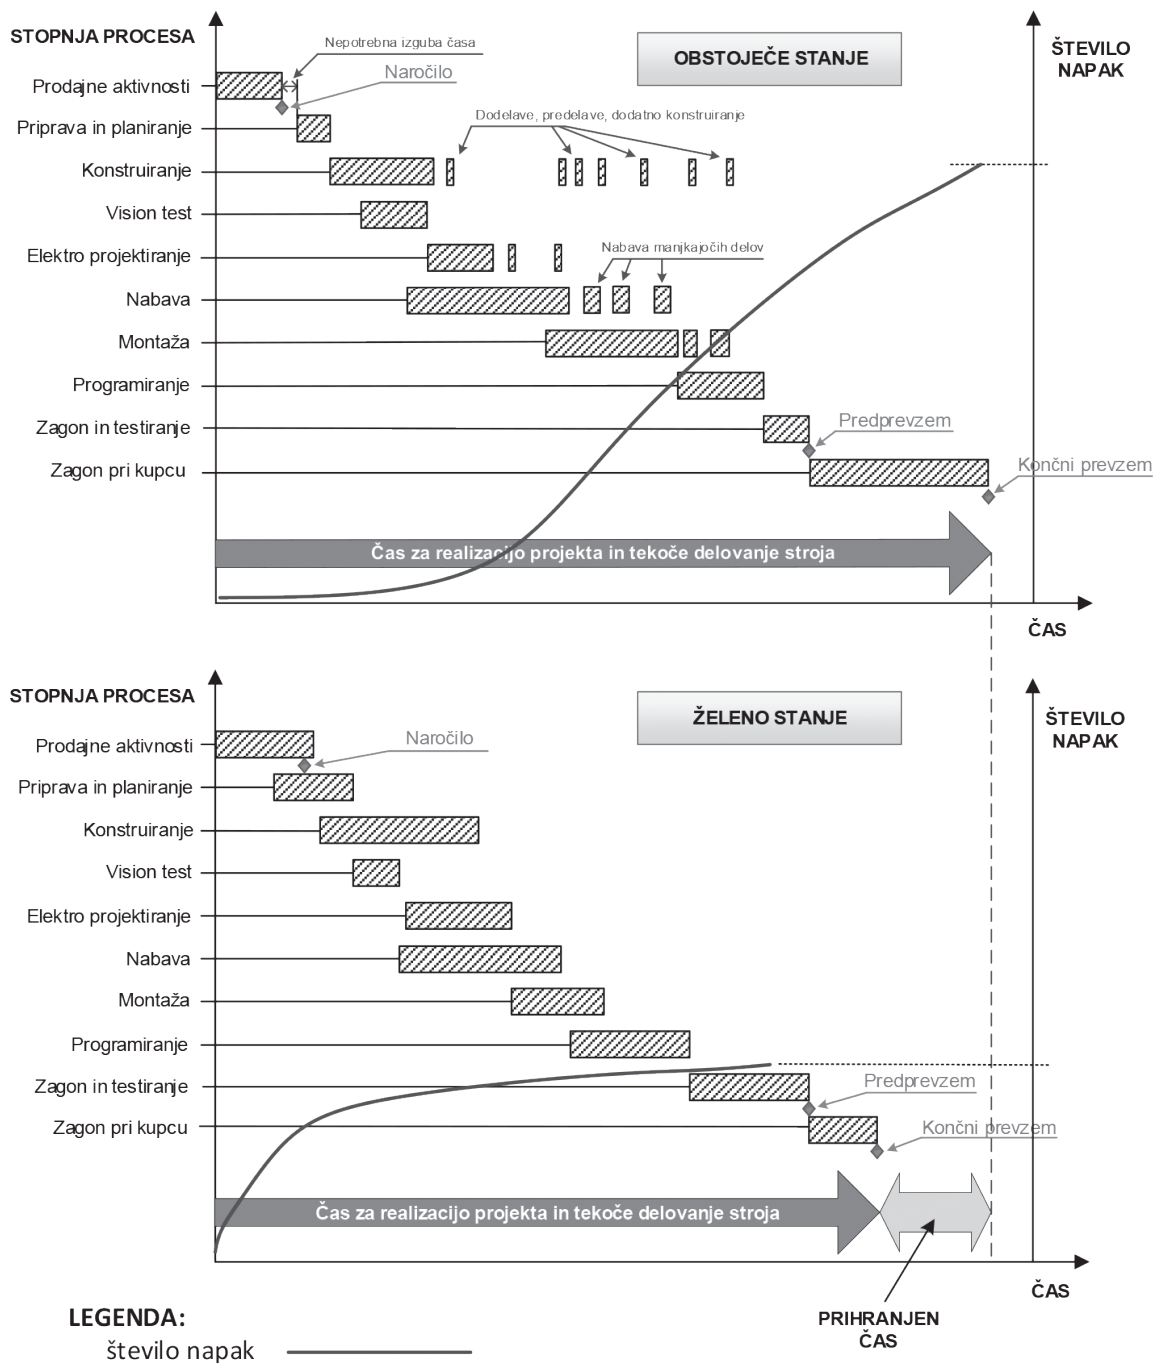 STOPNJA PROCESA
Nepotrebna izguba časa
OBSTOJEČE STANJE
ŠTEVILO
NAPAK
Prodajne aktivnosti
Naročilo
Priprava in planiranje
Dodelave, predelave, dodatno konstruiranje
Konstruiranje
Vision test
Elektro projektiranje
Nabava manjkajočih delov
Nabava
Montaža
Programiranje
Zagon in testiranje
Predprevzem
Zagon pri kupcu
Končni prevzem
Čas za realizacijo projekta in tekoče delovanje stroja
ČAS
STOPNJA PROCESA
ŽELENO STANJE
ŠTEVILO
NAPAK
Prodajne aktivnosti
Naročilo
Priprava in planiranje
Konstruiranje
Vision test
Elektro projektiranje
Nabava
Montaža
Programiranje
Zagon in testiranje
Predprevzem
Zagon pri kupcu
Končni prevzem
Čas za realizacijo projekta in tekoče delovanje stroja
ČAS
PRIHRANJEN
ČAS
LEGENDA:
število napak